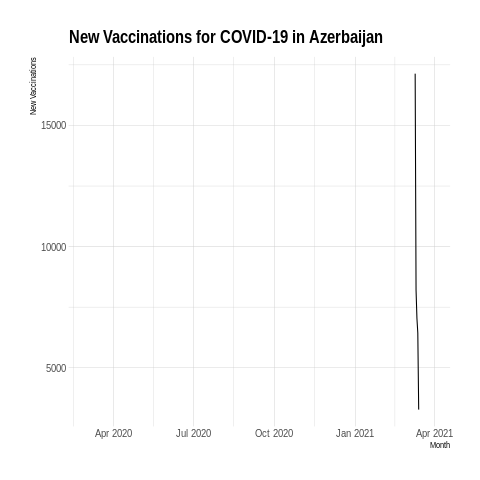 New Vaccinations for COVID-19 in Azerbaijan
New Vaccinations
15000
10000
5000
Apr 2020 Jul 2020 Oct 2020 Jan 2021 Apr 2021
Month